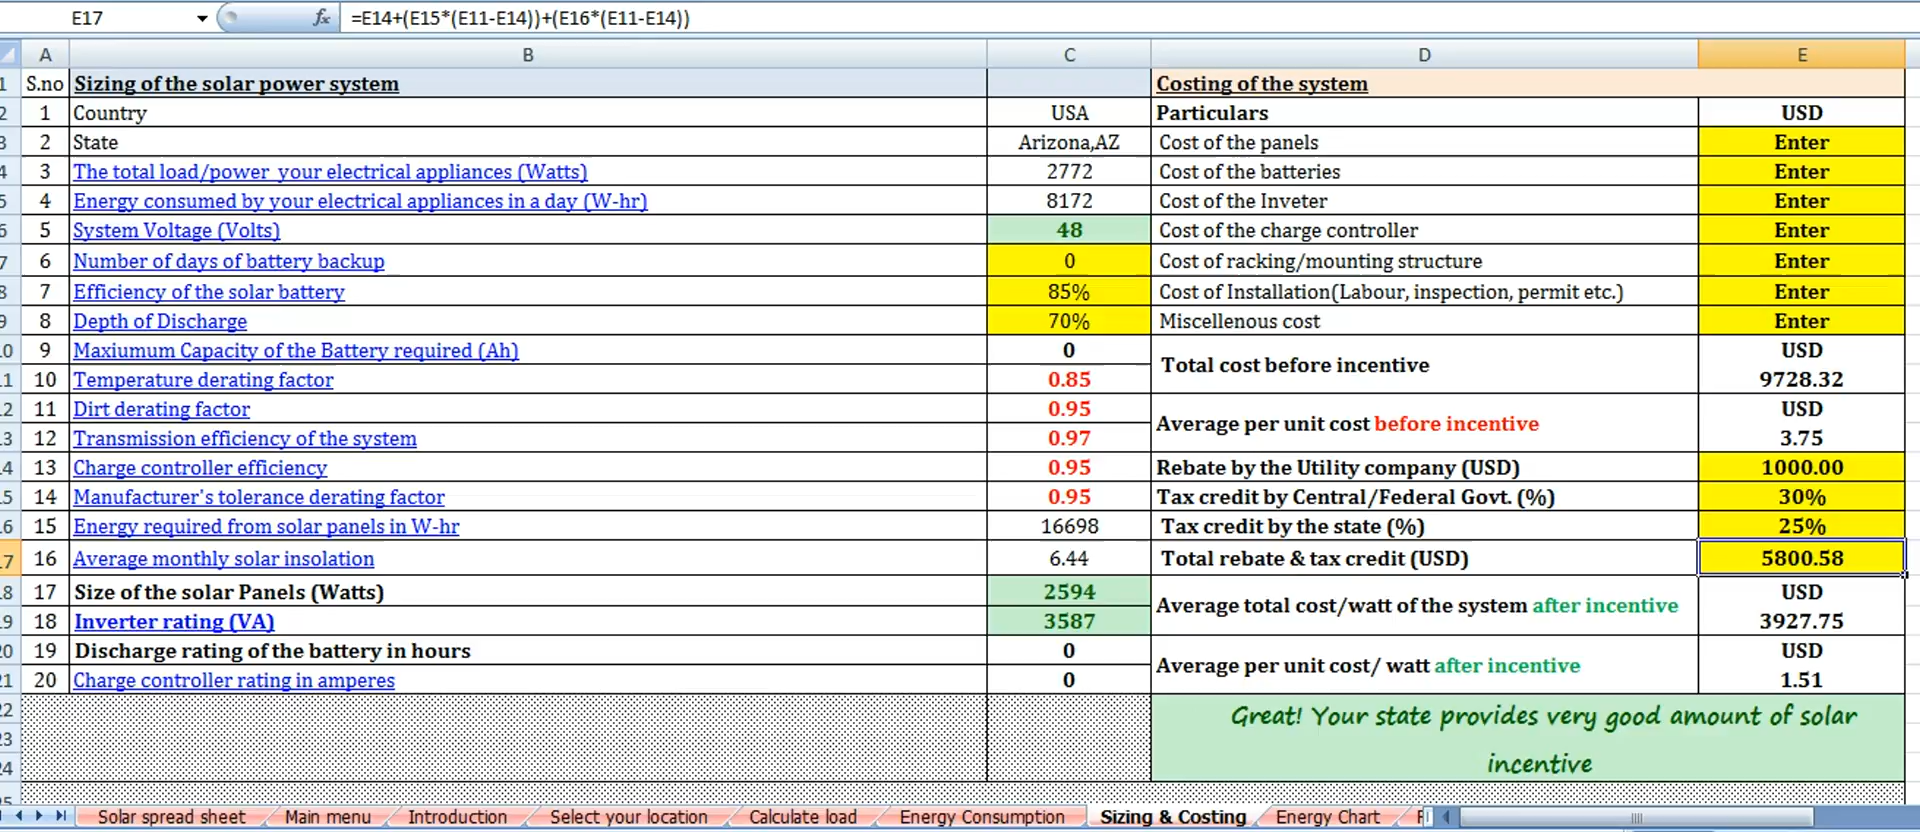 E17 fx =E14+(E15*(E11-E14))+(E16*(E11-E14))
A B C D E
1 S.no Sizing of the solar power system Costing of the system
2 1 Country USA Particulars USD
3 2 State Arizona,AZ Cost of the panels Enter
4 3 The total load/power your electrical appliances (Watts) 2772 Cost of the batteries Enter
5 4 Energy consumed by your electrical appliances in a day (W-hr) 8172 Cost of the Inveter Enter
6 5 System Voltage (Volts) 48 Cost of the charge controller Enter
7 6 Number of days of battery backup 0 Cost of racking/mounting structure Enter
8 7 Efficiency of the solar battery 85% Cost of Installation(Labour, inspection, permit etc.) Enter
9 8 Depth of Discharge 70% Miscellenous cost Enter
10 9 Maxiumum Capacity of the Battery required (Ah) 0 Total cost before incentive USD
11 10 Temperature derating factor 0.85 9728.32
12 11 Dirt derating factor 0.95 Average per unit cost before incentive USD
13 12 Transmission efficiency of the system 0.97 3.75
14 13 Charge controller efficiency 0.95 Rebate by the Utility company (USD) 1000.00
15 14 Manufacturer's tolerance derating factor 0.95 Tax credit by Central/Federal Govt. (%) 30%
16 15 Energy required from solar panels in W-hr 16698 Tax credit by the state (%) 25%
17 16 Average monthly solar insolation 6.44 Total rebate & tax credit (USD) 5800.58
18 17 Size of the solar Panels (Watts) 2594 Average total cost/watt of the system after incentive USD
19 18 Inverter rating (VA) 3587 3927.75
20 19 Discharge rating of the battery in hours 0 Average per unit cost/ watt after incentive USD
21 20 Charge controller rating in amperes 0 1.51
22 Great! Your state provides very good amount of solar
23
24 incentive
25
Solar spread sheet Main menu Introduction Select your location Calculate load Energy Consumption Sizing & Costing Energy Chart